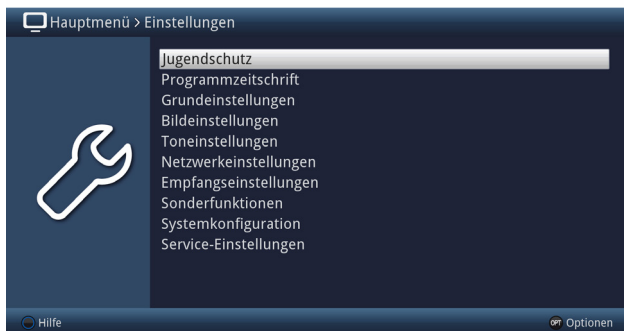 Hauptmenü > Einstellungen
Jugendschutz
Programmzeitschrift
Grundeinstellungen
Bildeinstellungen
Toneinstellungen
Netzwerkeinstellungen
Empfangseinstellungen
Sonderfunktionen
Systemkonfiguration
Service-Einstellungen
Hilfe
OPT Optionen